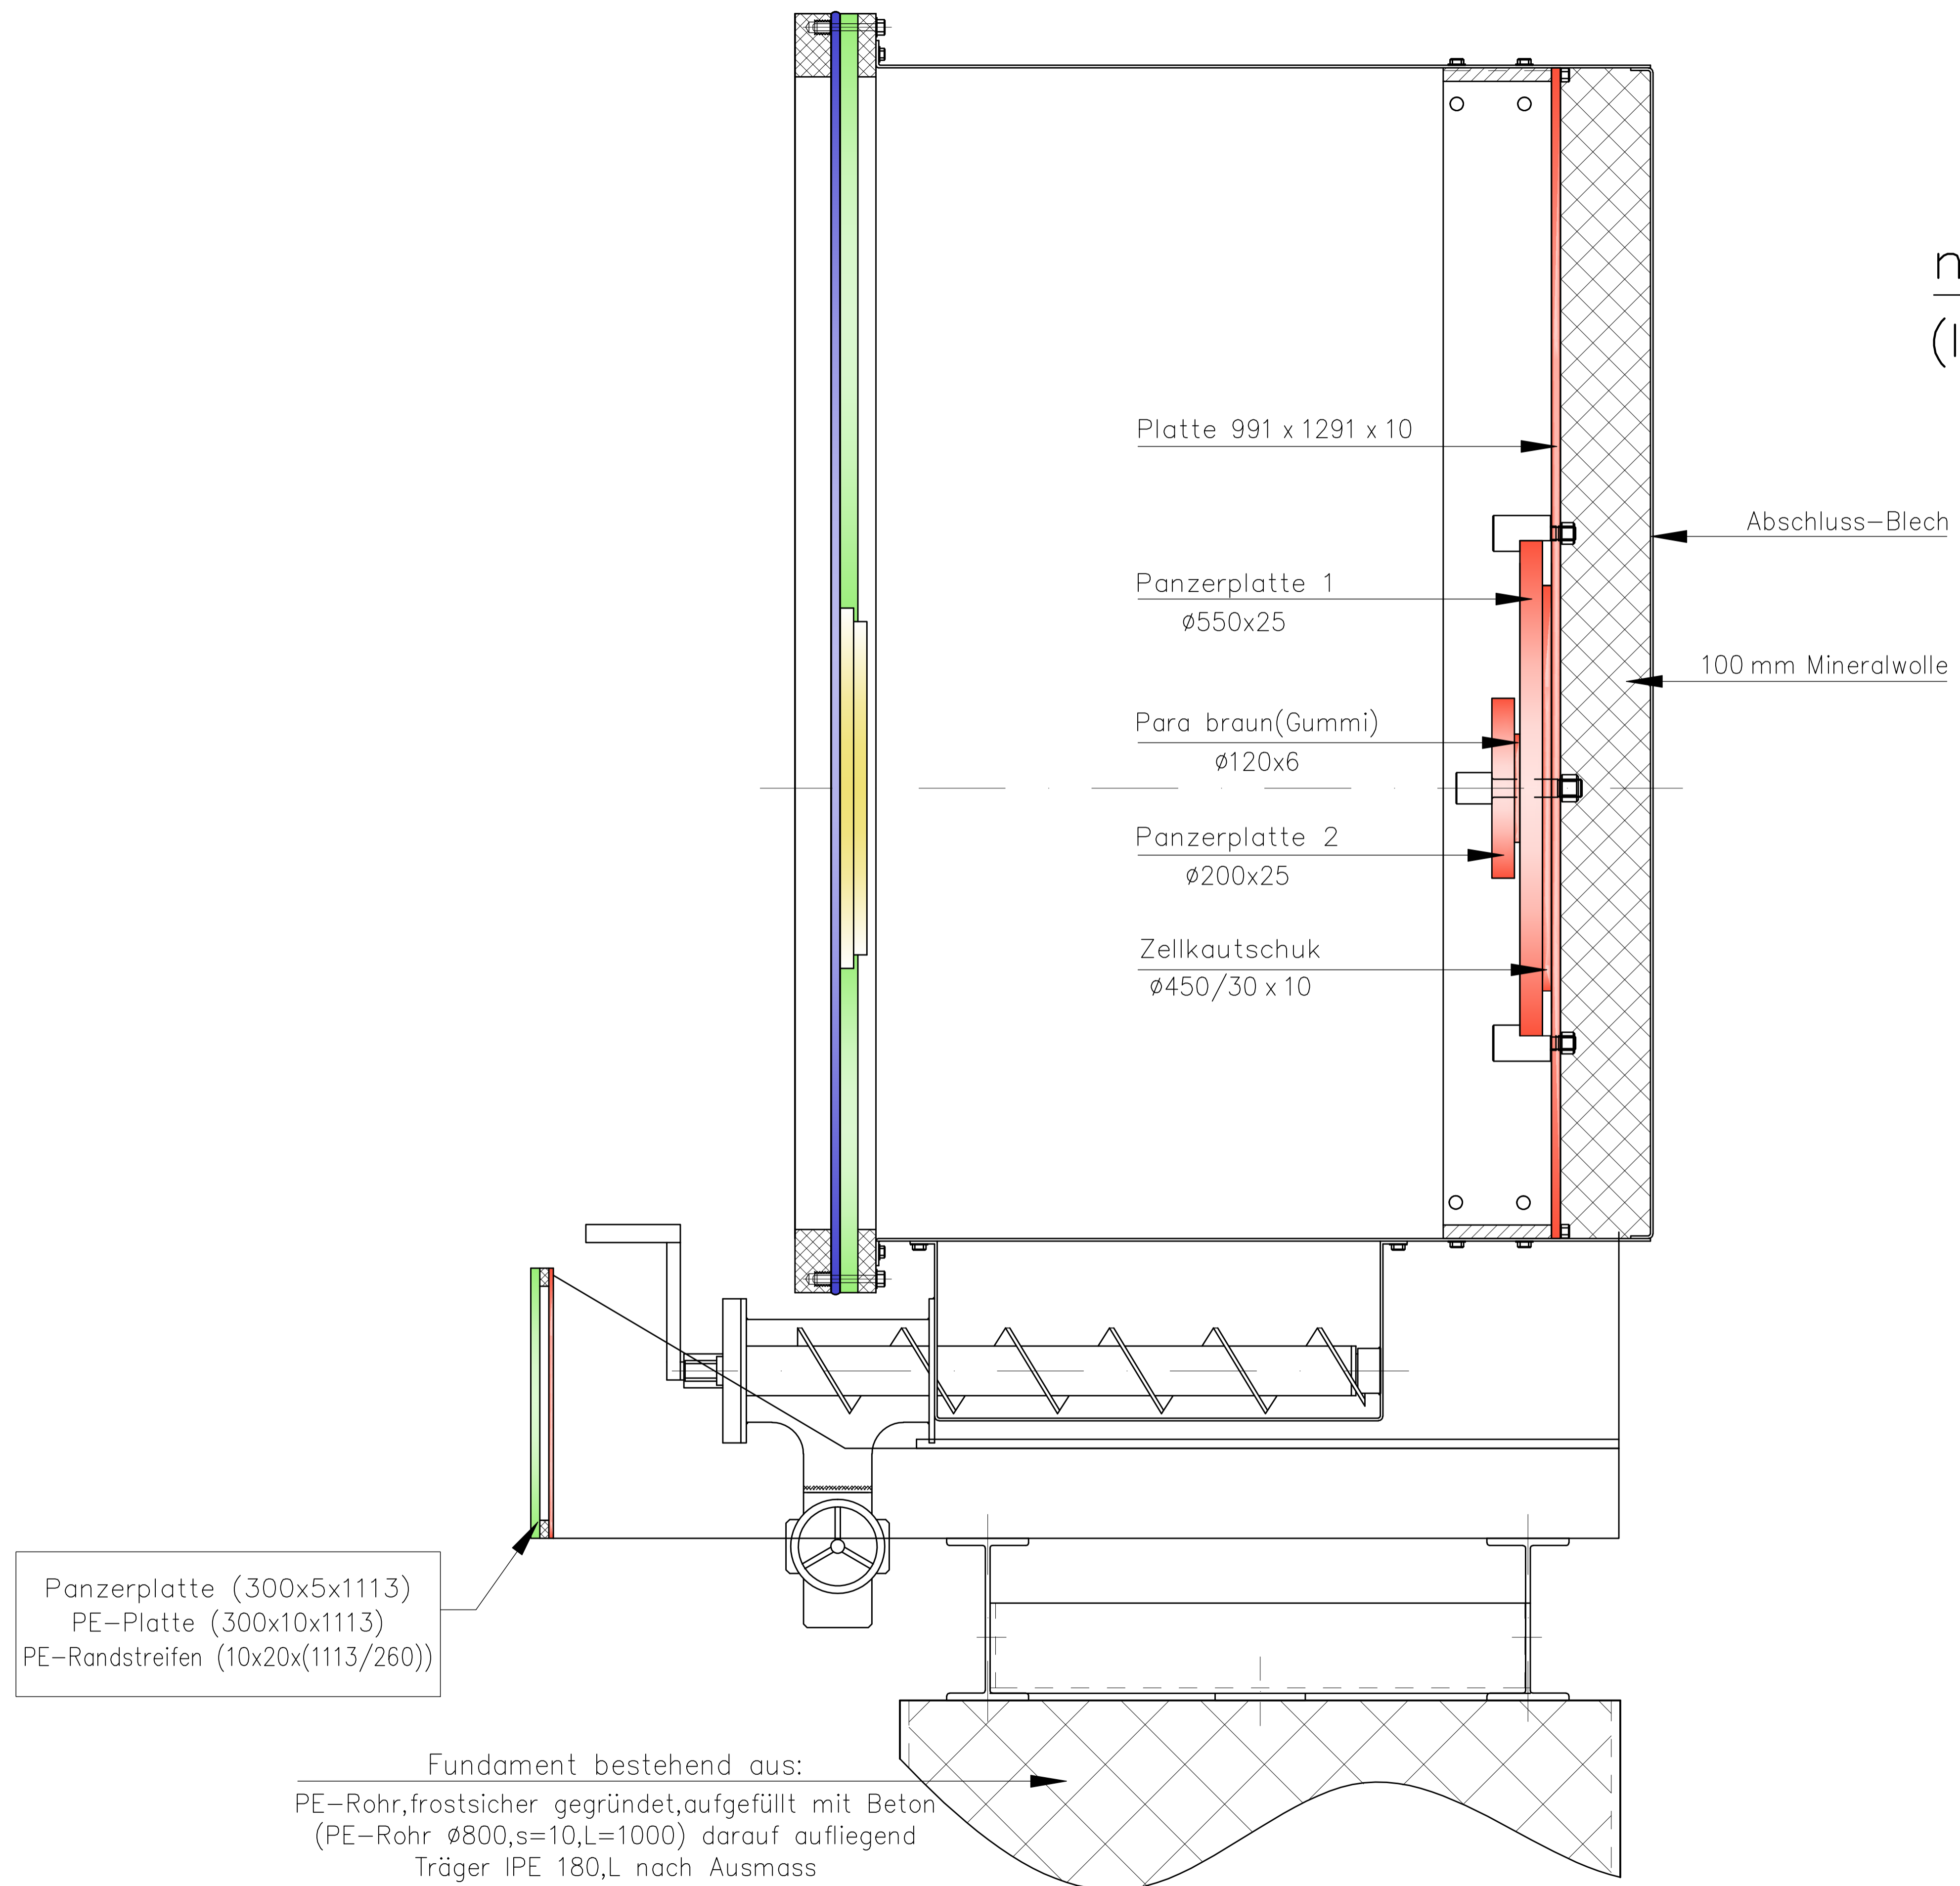 n
(l
Platte 991 x 1291 x 10
Abschluss-Blech
Panzerplatte 1
ø550x25
100 mm Mineralwolle
Para braun(Gummi)
ø120x6
Panzerplatte 2
ø200x25
Zellkautschuk
ø450/30 x 10
Panzerplatte (300x5x1113)
PE-Platte (300x10x1113)
PE-Randstreifen (10x20x(1113/260))
Fundament bestehend aus:
PE-Rohr,frostsicher gegründet,aufgefüllt mit Beton
(PE-Rohr ø800,s=10,L=1000) darauf aufliegend
Träger IPE 180,L nach Ausmass